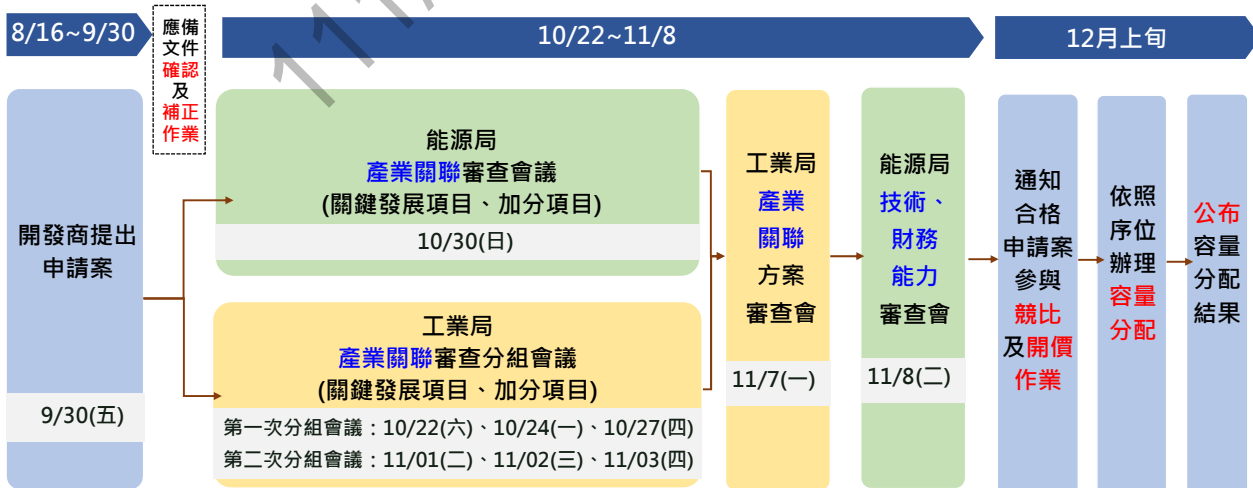 8/16~9/30
應備
文件
確認
及
補正
作業
10/22~11/8
12月上旬
開發商提出
申請案
9/30(五)
能源局
產業關聯審查會議
(關鍵發展項目、加分項目)
10/30(日)
工業局
產業關聯審查分組會議
(關鍵發展項目、加分項目)
第一次分組會議：10/22(六)、10/24(一)、10/27(四)
第二次分組會議：11/01(二)、11/02(三)、11/03(四)
工業局
產業
關聯
方案
審查會
11/7(一)
能源局
技術、
財務
能力
審查會
11/8(二)
通知
合格
申請案
參與
競比
及開價
作業
依照
序位
辦理
容量
分配
公布
容量
分配
結果
111/